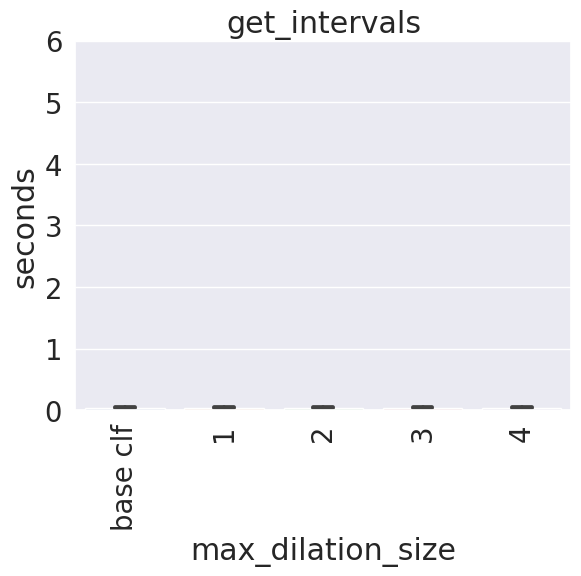 get_intervals
6
5
4
3
2
1
0
seconds
base clf
1
2
3
4
max_dilation_size